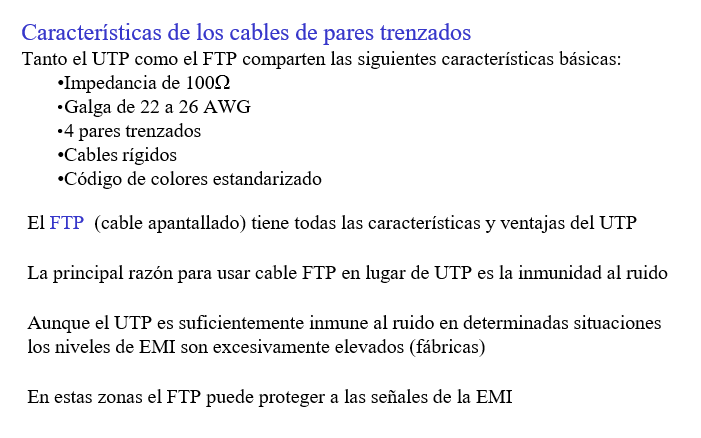 Características de los cables de pares trenzados
Tanto el UTP como el FTP comparten las siguientes características básicas:
•Impedancia de 100Ω
•Galga de 22 a 26 AWG
•4 pares trenzados
•Cables rígidos
•Código de colores estandarizado
El FTP (cable apantallado) tiene todas las características y ventajas del UTP
La principal razón para usar cable FTP en lugar de UTP es la inmunidad al ruido
Aunque el UTP es suficientemente inmune al ruido en determinadas situaciones
los niveles de EMI son excesivamente elevados (fábricas)
En estas zonas el FTP puede proteger a las señales de la EMI